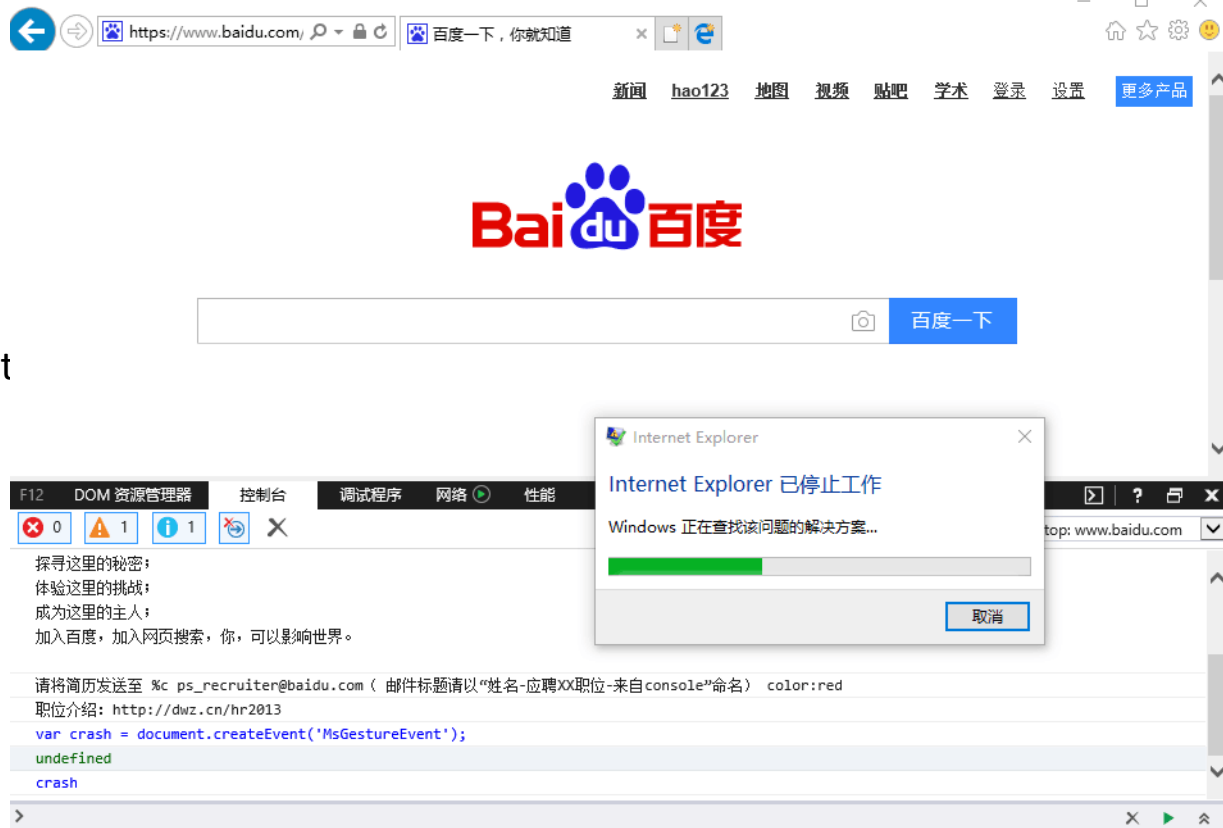 https://www.baidu.com/ 百度一下，你就知道
新闻 hao123 地图 视频 贴吧 学术 登录 设置 更多产品
Bai du 百度
百度一下
t
Internet Explorer
Internet Explorer 已停止工作
Windows 正在查找该问题的解决方案...
取消
F12 DOM 资源管理器 控制台 调试程序 网络 性能 ?
0 1 1 top: www.baidu.com
探寻这里的秘密；
体验这里的挑战；
成为这里的主人；
加入百度，加入网页搜索，你，可以影响世界。
请将简历发送至 %c ps_recruiter@baidu.com（ 邮件标题请以“姓名-应聘XX职位-来自console”命名） color:red
职位介绍：http://dwz.cn/hr2013
var crash = document.createEvent('MsGestureEvent');
undefined
crash